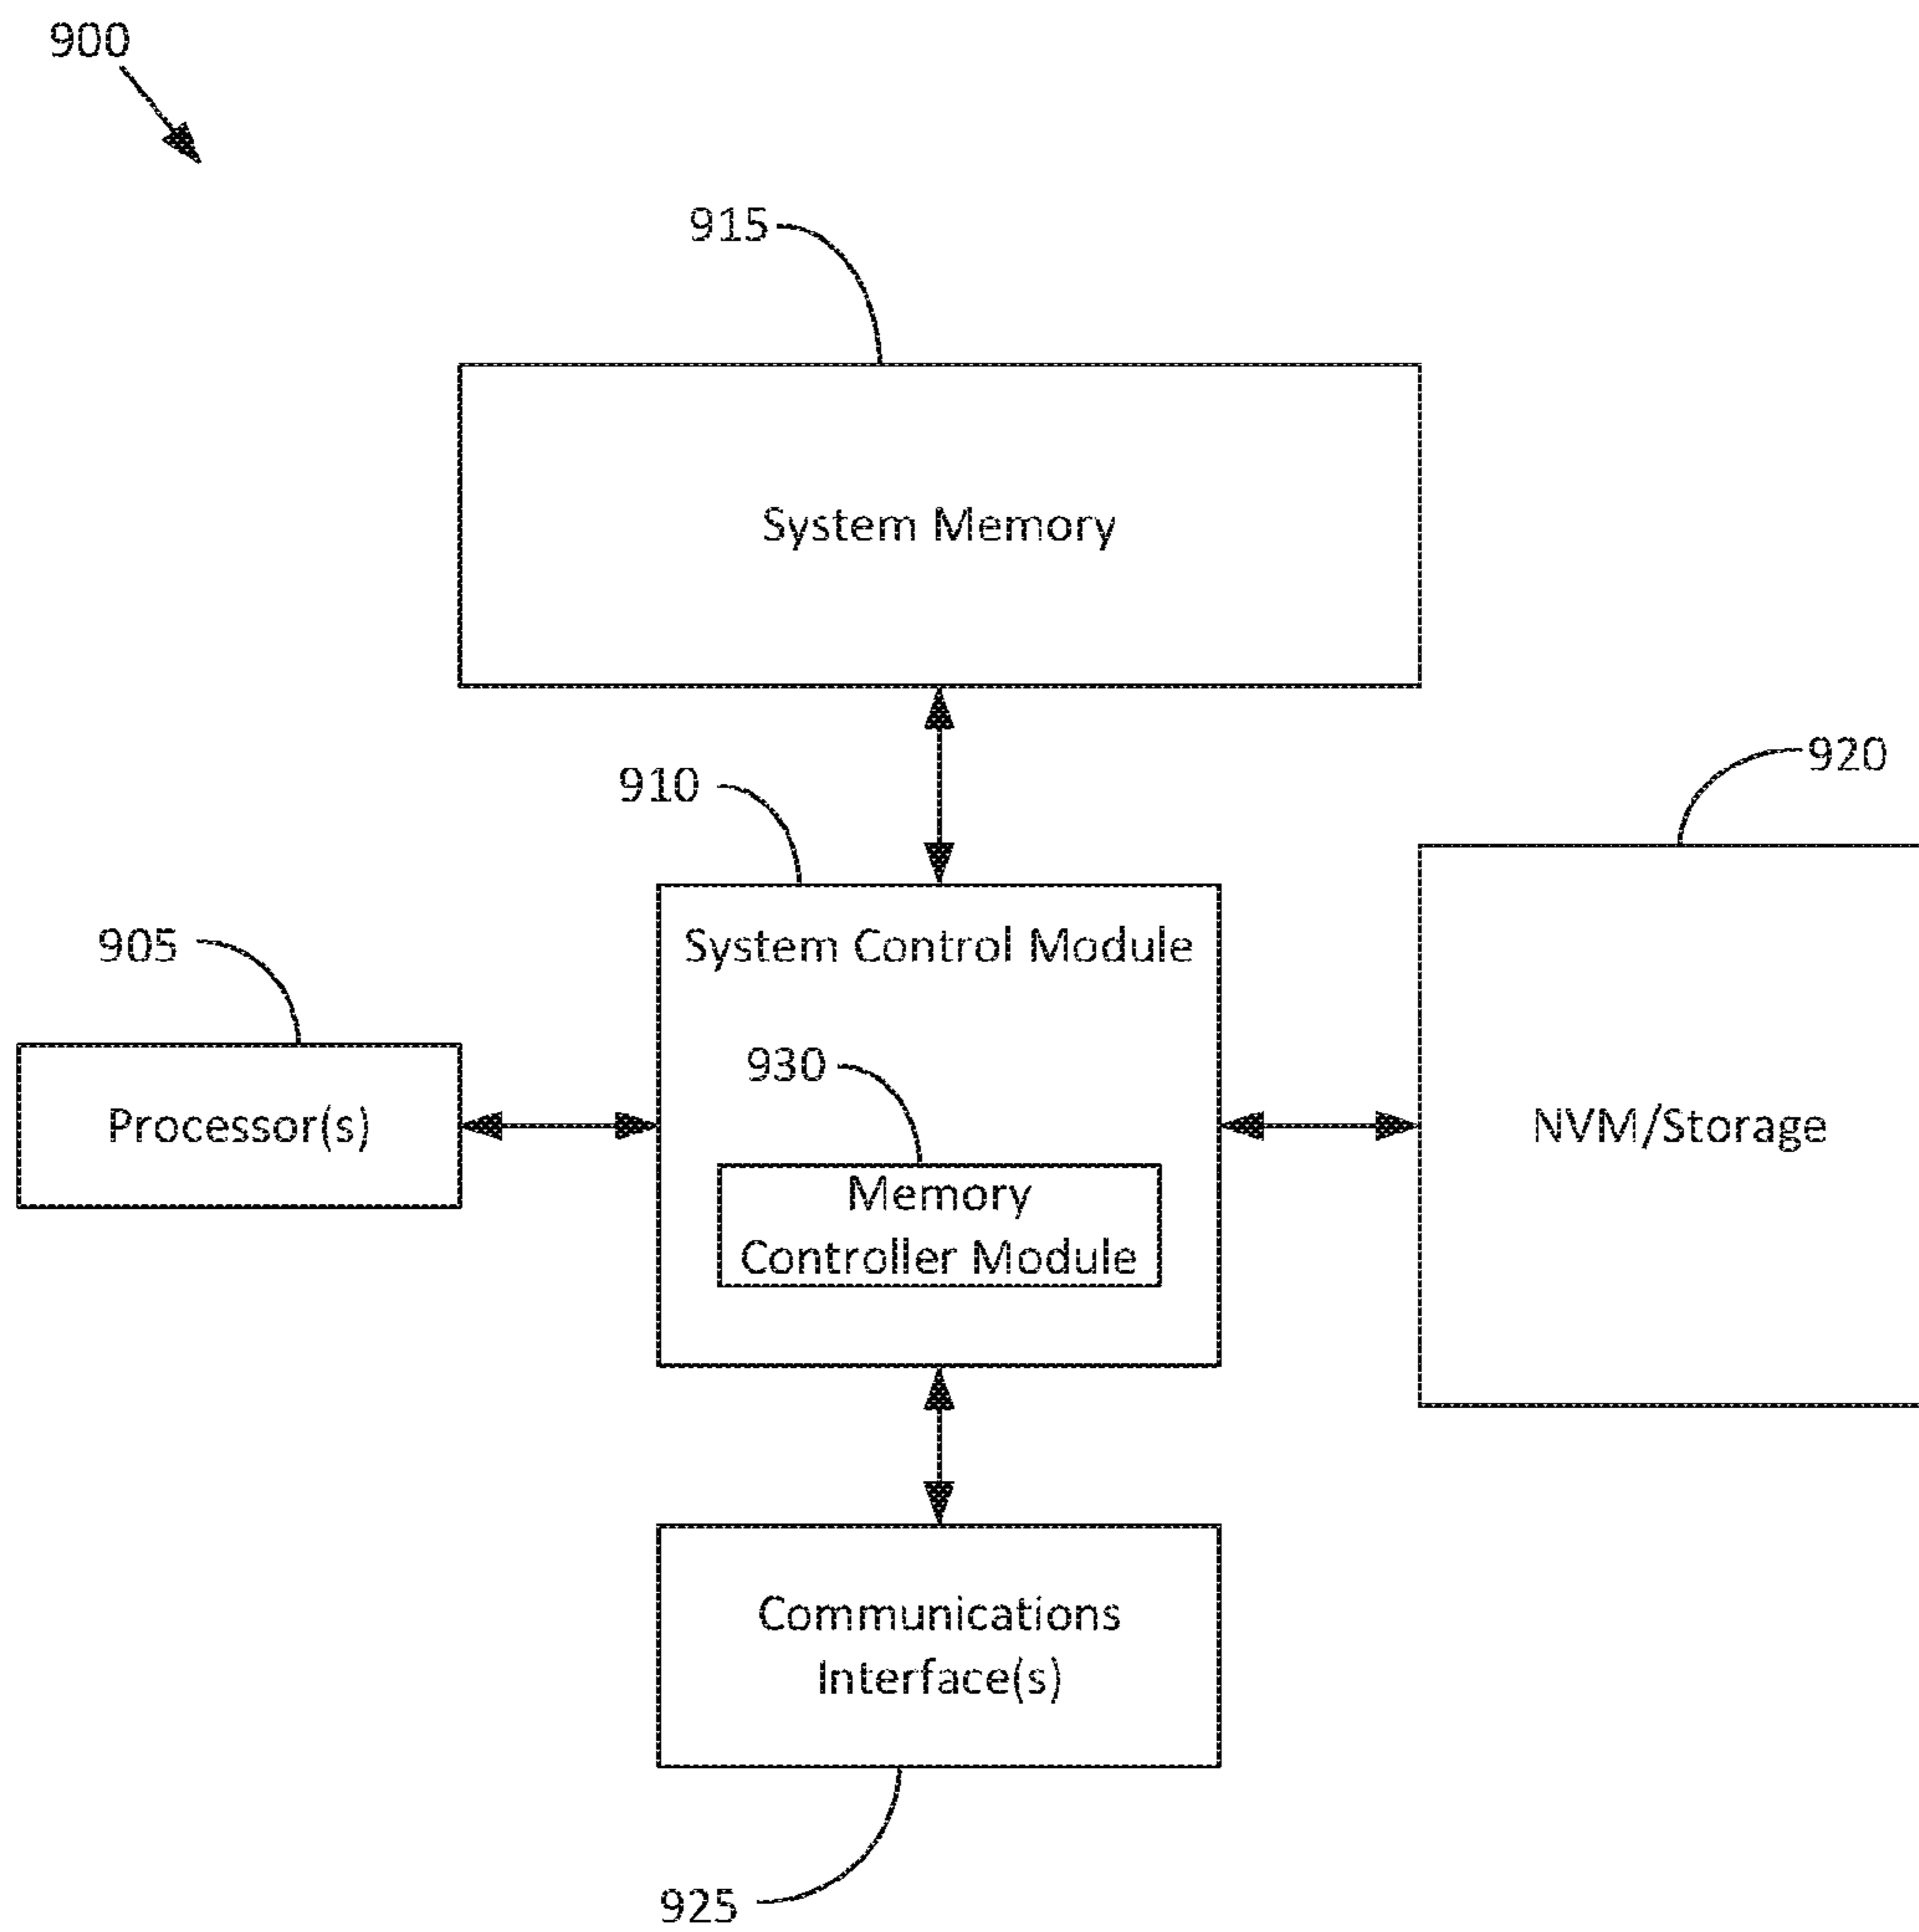 900
915
System Memory
920
910
905
System Control Module
930
Processor(s)
NVM/Storage
Memory
Controller Module
Communications
Interface(s)
925